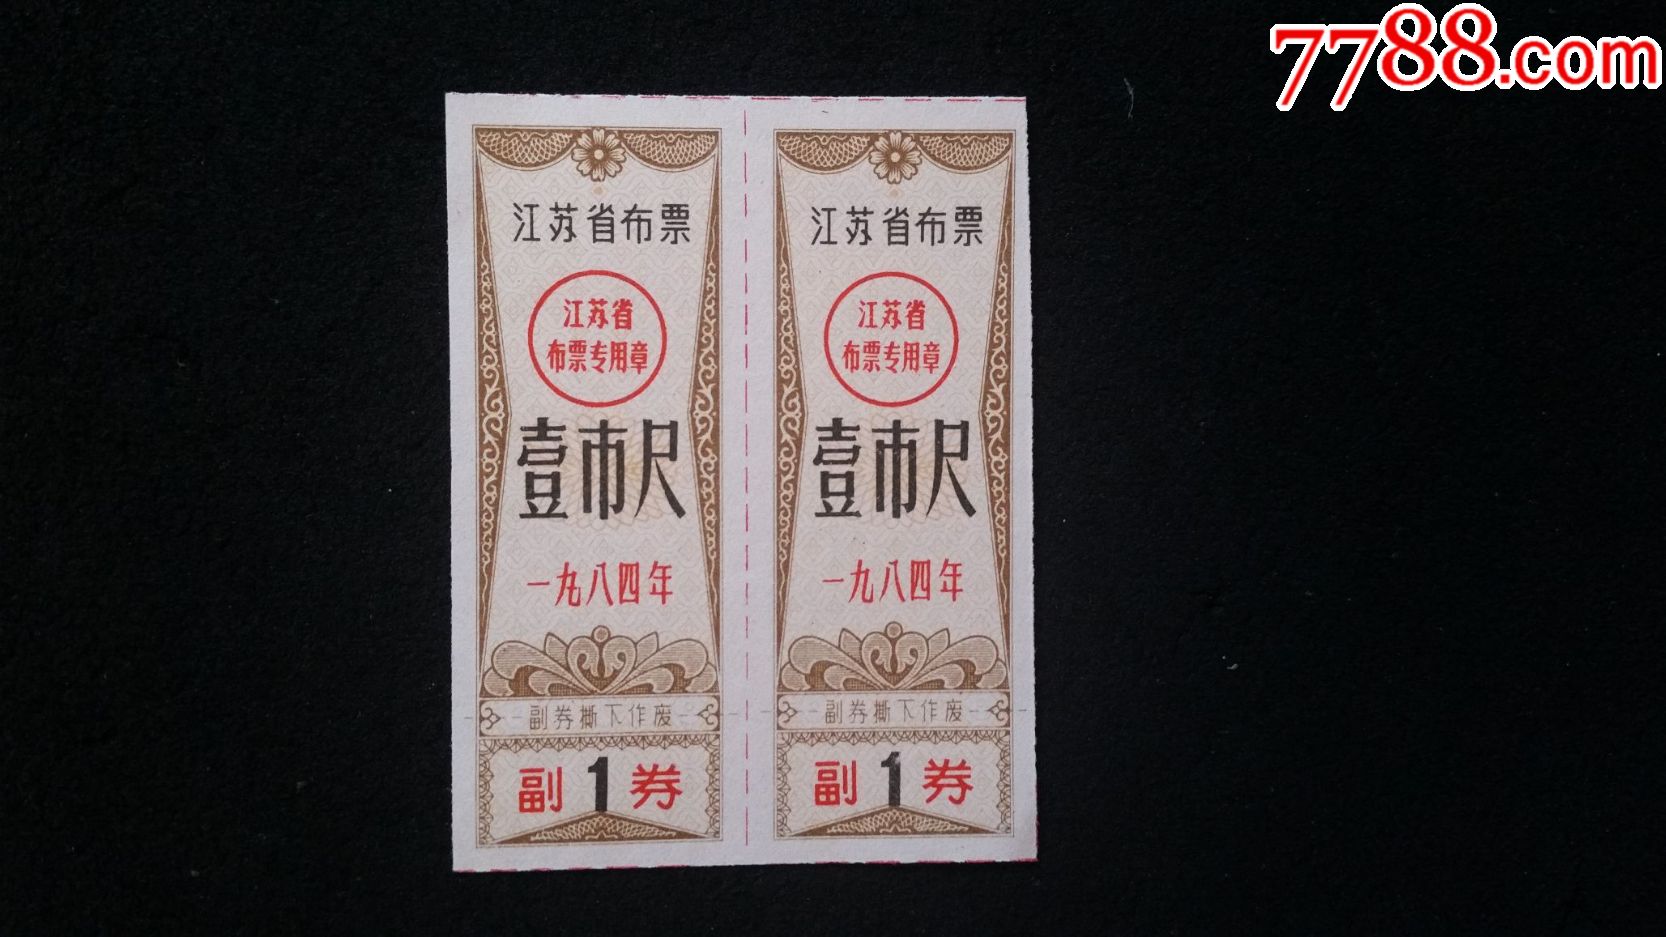 7788.com
江苏省布票
江苏省
布票专用章
壹市尺
一九八四年
副券撕下作废
副1券
江苏省布票
江苏省
布票专用章
壹市尺
一九八四年
副券撕下作废
副1券